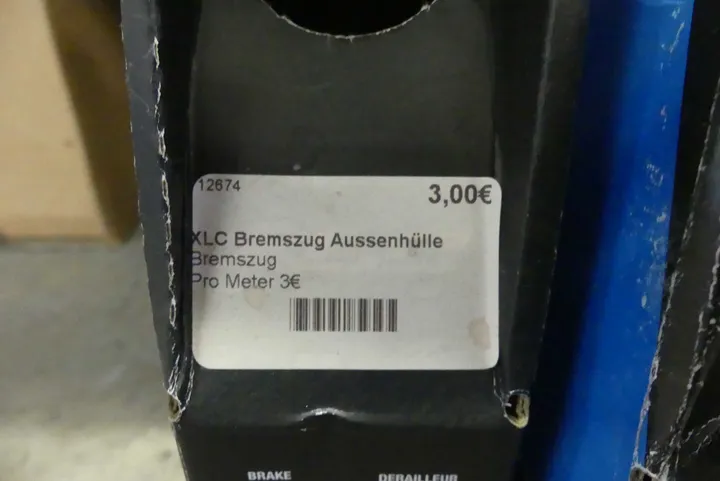 12674
3,00€
XLC Bremszug Aussenhülle
Bremszug
Pro Meter 3€
BRAKE
DERAILLEUR